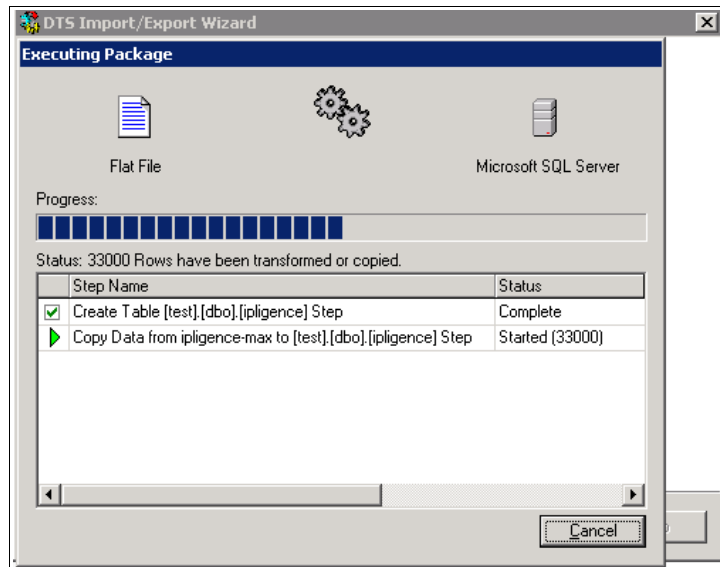 DTS Import/Export Wizard
Executing Package
Flat File
Microsoft SQL Server
Progress:
Status: 33000 Rows have been transformed or copied.
Step Name
Status
Create Table [test].[dbo].[ipligence] Step
Complete
Copy Data from ipligence-max to [test].[dbo].[ipligence] Step
Started (33000)
Cancel